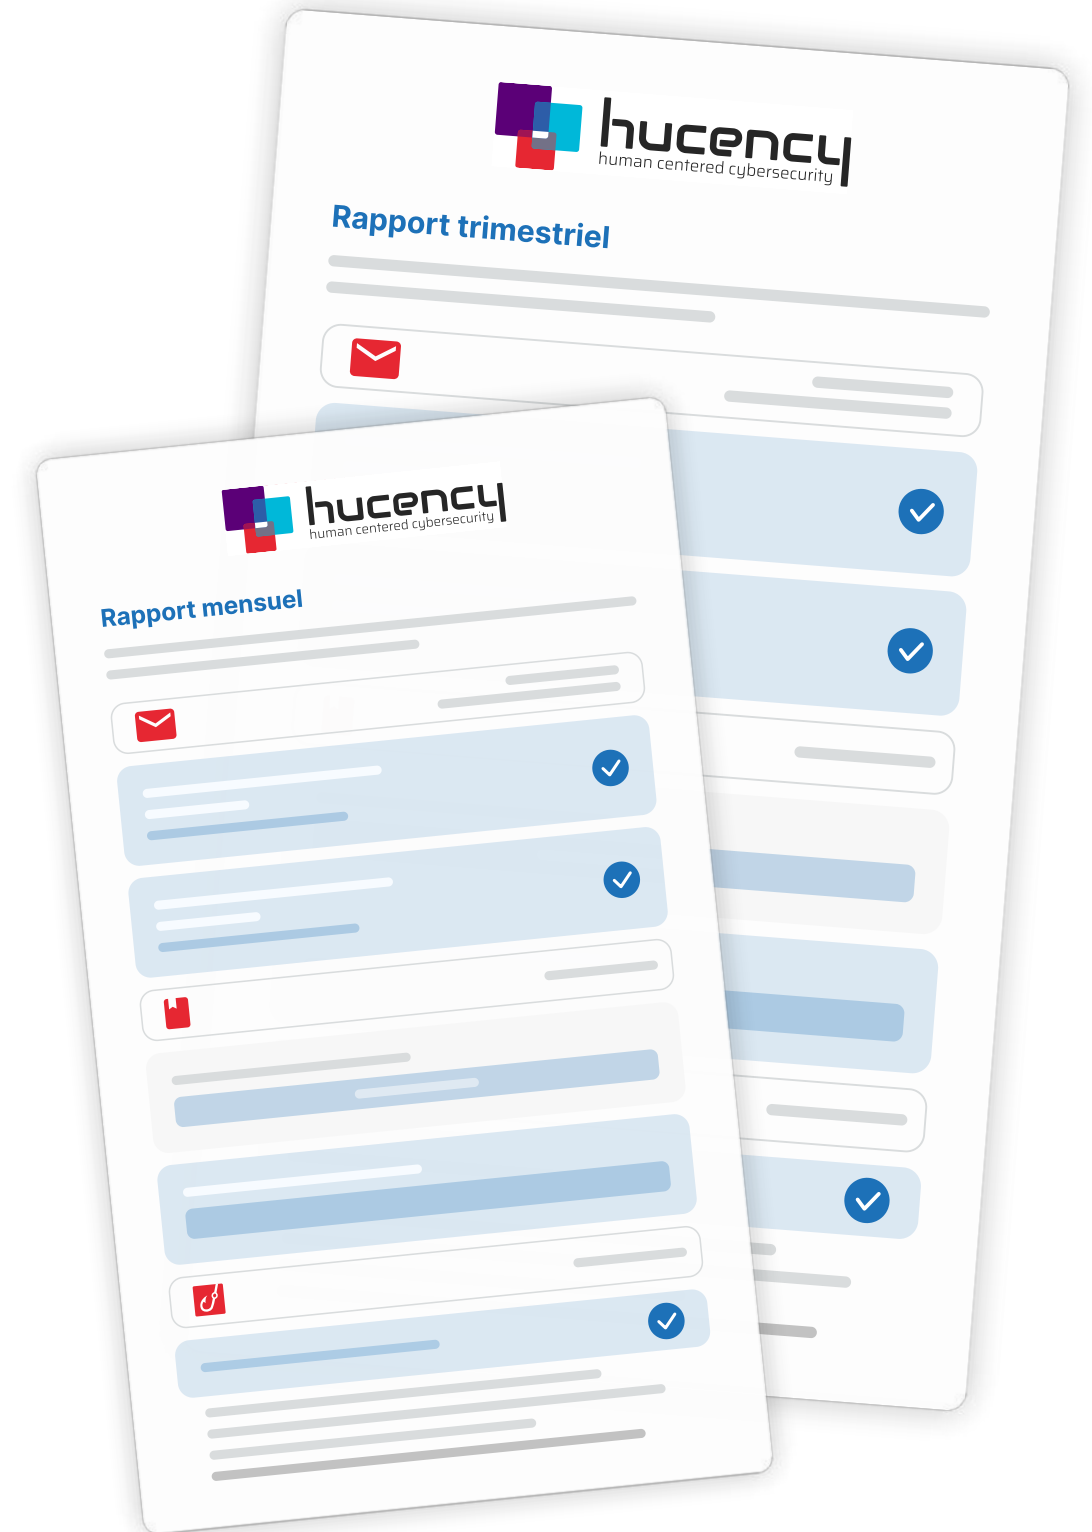 hucency
human centered cybersecurity
Rapport trimestriel
hucency
human centered cybersecurity
Rapport mensuel